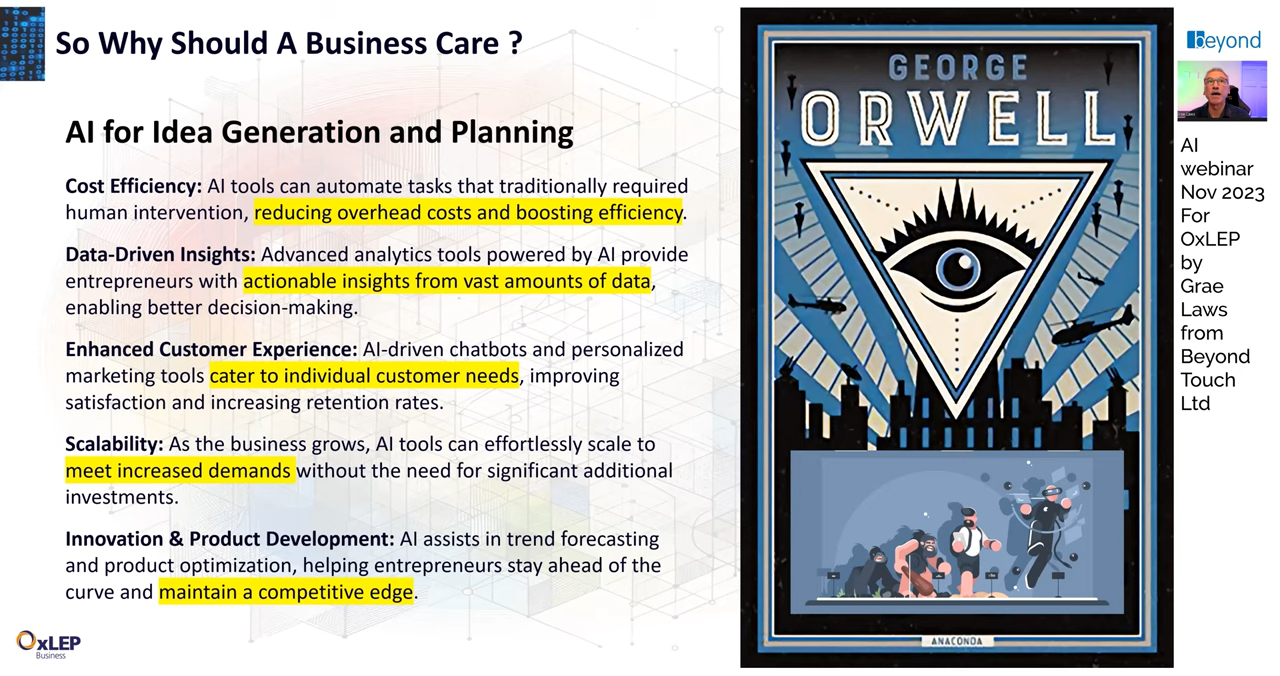 So Why Should A Business Care ?
AI for Idea Generation and Planning
Cost Efficiency: AI tools can automate tasks that traditionally required
human intervention, reducing overhead costs and boosting efficiency.
Data-Driven Insights: Advanced analytics tools powered by AI provide
entrepreneurs with actionable insights from vast amounts of data,
enabling better decision-making.
Enhanced Customer Experience: AI-driven chatbots and personalized
marketing tools cater to individual customer needs, improving
satisfaction and increasing retention rates.
Scalability: As the business grows, AI tools can effortlessly scale to
meet increased demands without the need for significant additional
investments.
Innovation & Product Development: AI assists in trend forecasting
and product optimization, helping entrepreneurs stay ahead of the
curve and maintain a competitive edge.
OxLEP
Business
GEORGE
ORWELL
ANACONDA
beyond
AI
webinar
Nov 2023
For
OxLEP
by
Grae
Laws
from
Beyond
Touch
Ltd